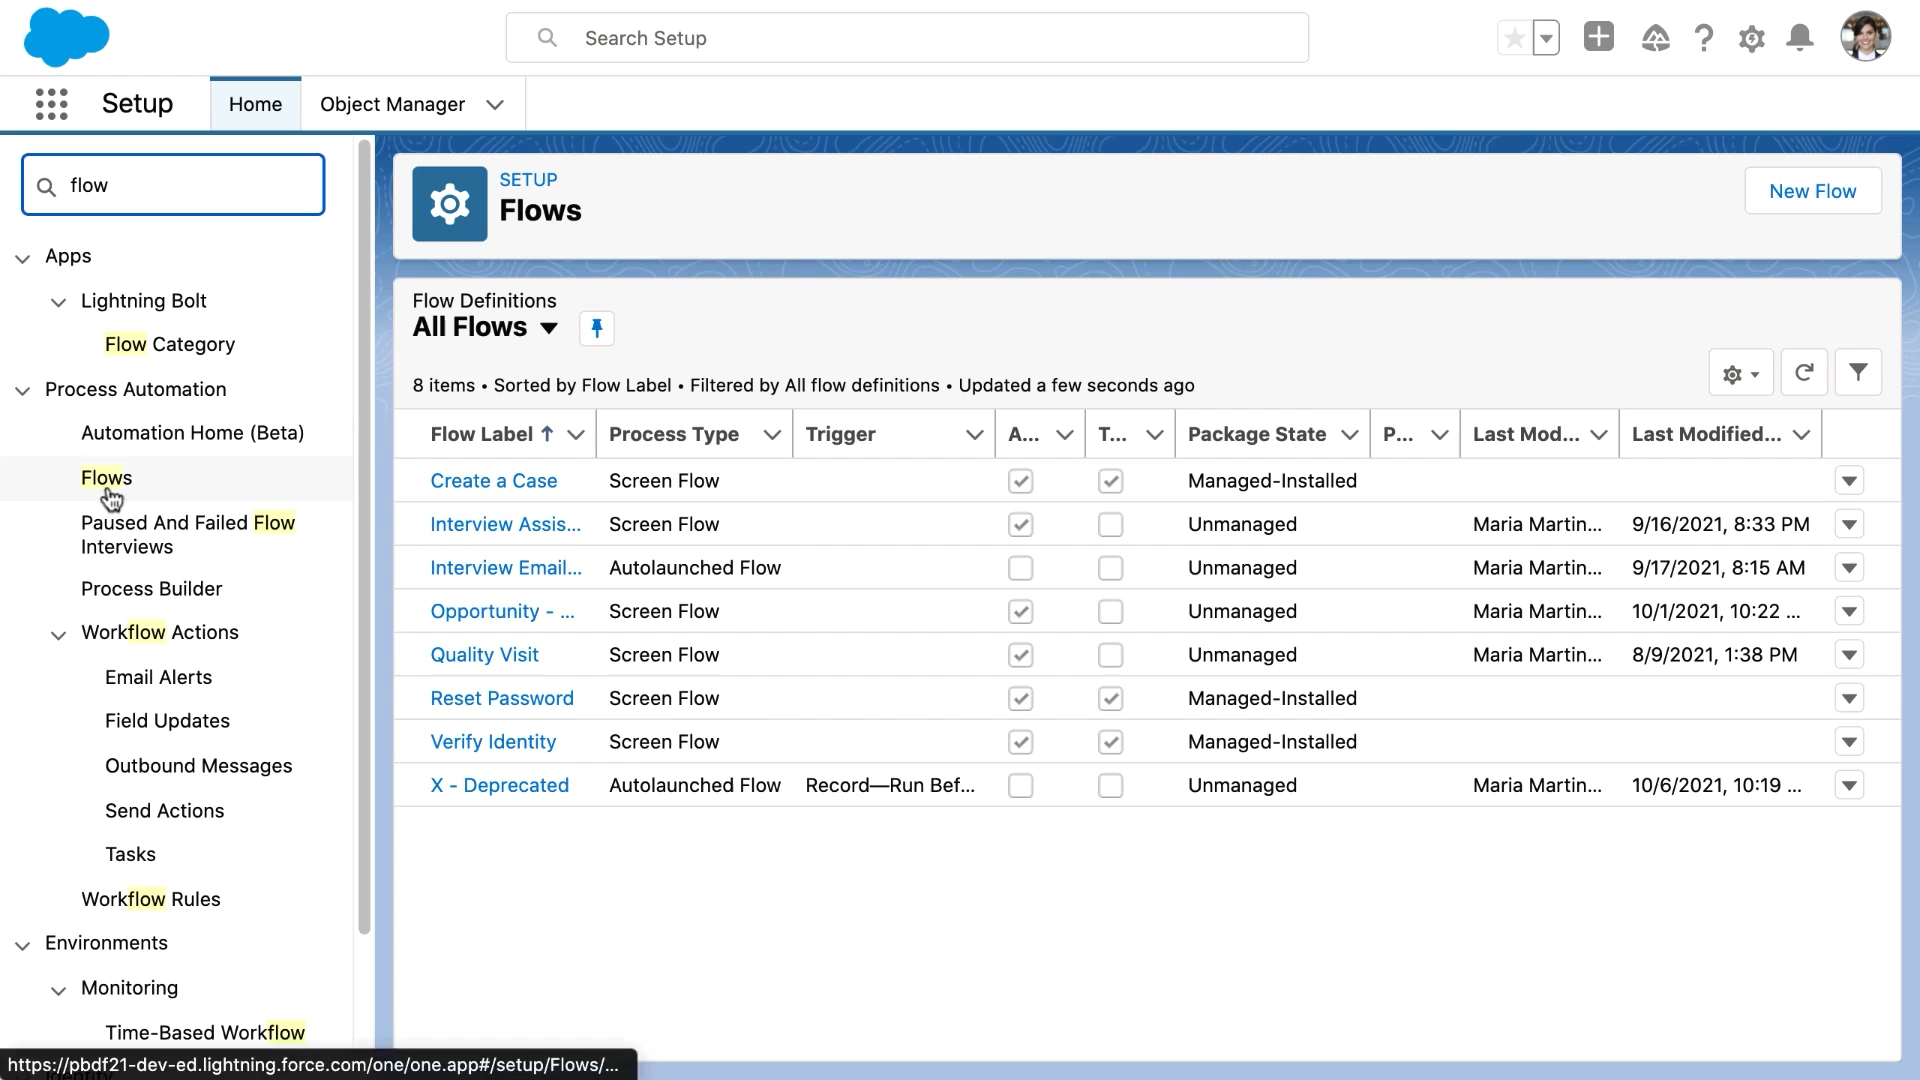 Search Setup
Setup
Home
Object Manager
flow
Apps
Lightning Bolt
Flow Category
Process Automation
Automation Home (Beta)
Flows
Paused And Failed Flow
Interviews
Process Builder
Workflow Actions
Email Alerts
Field Updates
Outbound Messages
Send Actions
Tasks
Workflow Rules
Environments
Monitoring
Time-Based Workflow
https://pbdf21-dev-ed.lightning.force.com/one/one.app#/setup/Flows/...
SETUP
Flows
New Flow
Flow Definitions
All Flows
8 items • Sorted by Flow Label • Filtered by All flow definitions • Updated a few seconds ago
Flow Label Process Type Trigger A... T... Package State P... Last Mod... Last Modified...
Create a Case Screen Flow Managed-Installed
Interview Assis... Screen Flow Unmanaged Maria Martin... 9/16/2021, 8:33 PM
Interview Email... Autolaunched Flow Unmanaged Maria Martin... 9/17/2021, 8:15 AM
Opportunity - ... Screen Flow Unmanaged Maria Martin... 10/1/2021, 10:22 ...
Quality Visit Screen Flow Unmanaged Maria Martin... 8/9/2021, 1:38 PM
Reset Password Screen Flow Managed-Installed
Verify Identity Screen Flow Managed-Installed
X - Deprecated Autolaunched Flow Record—Run Bef... Unmanaged Maria Martin... 10/6/2021, 10:19 ...